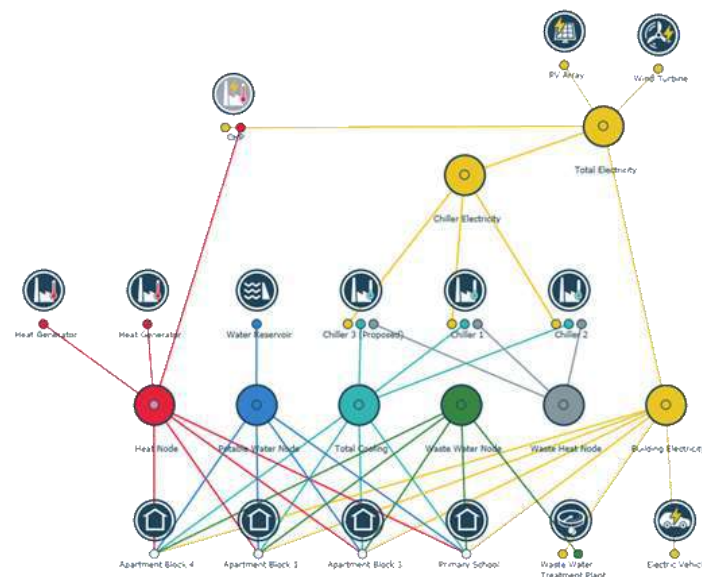 PV Array
Wind Turbine
CHP
Total Electricity
Chiller Electricity
Heat Generator
Heat Generator
Water Reservoir
Chiller 3 (Proposed)
Chiller 1
Chiller 2
Heat Node
Potable Water Node
Total Cooling
Waste Water Node
Waste Heat Node
Building Electricity
Apartment Block 4
Apartment Block 1
Apartment Block 3
Primary School
Waste Water
Treatment Plant
Electric Vehicl